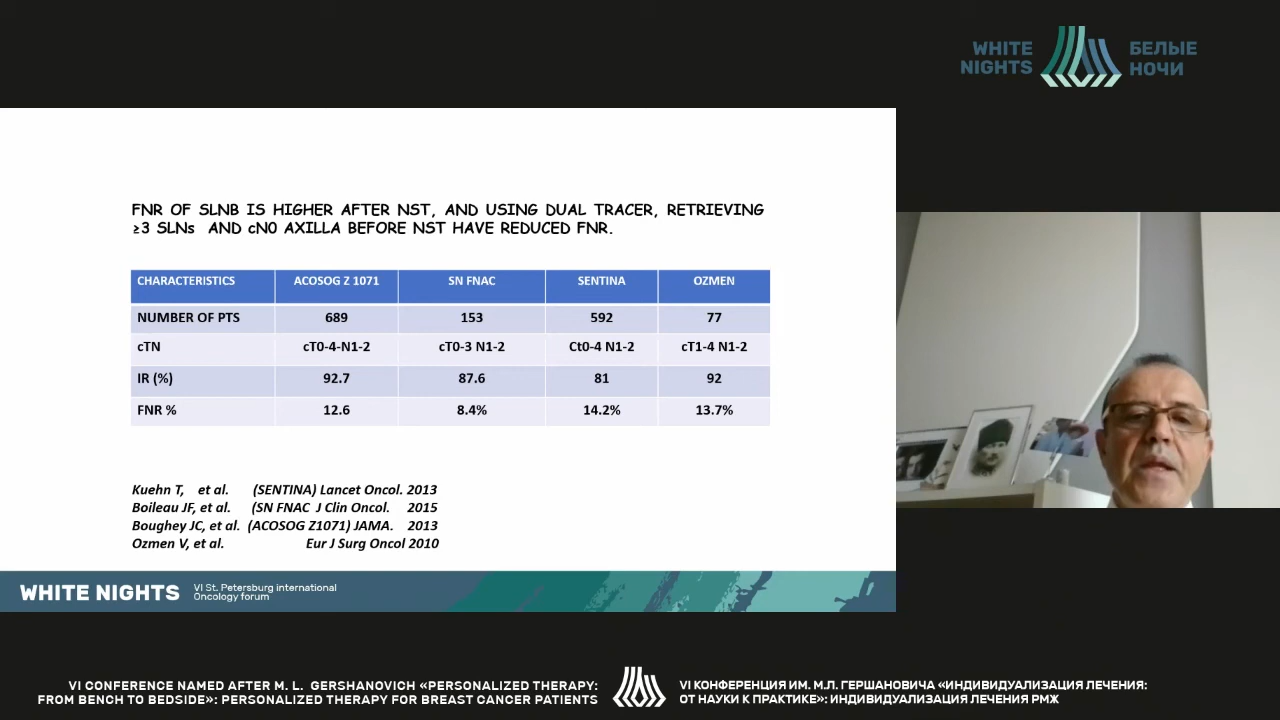 WHITE
NIGHTS
БЕЛЫЕ
НОЧИ
FNR OF SLNB IS HIGHER AFTER NST, AND USING DUAL TRACER, RETRIEVING
≥3 SLNs AND cN0 AXILLA BEFORE NST HAVE REDUCED FNR.
CHARACTERISTICS ACOSOG Z 1071 SN FNAC SENTINA OZMEN
NUMBER OF PTS 689 153 592 77
cTN cT0-4-N1-2 cT0-3 N1-2 Ct0-4 N1-2 cT1-4 N1-2
IR (%) 92.7 87.6 81 92
FNR % 12.6 8.4% 14.2% 13.7%
Kuehn T, et al. (SENTINA) Lancet Oncol. 2013
Boileau JF, et al. (SN FNAC J Clin Oncol. 2015
Boughey JC, et al. (ACOSOG Z1071) JAMA. 2013
Ozmen V, et al. Eur J Surg Oncol 2010
WHITE NIGHTS
VI St. Petersburg international
Oncology forum
VI CONFERENCE NAMED AFTER M. L. GERSHANOVICH «PERSONALIZED THERAPY:
FROM BENCH TO BEDSIDE»: PERSONALIZED THERAPY FOR BREAST CANCER PATIENTS
VI КОНФЕРЕНЦИЯ ИМ. М.Л. ГЕРШАНОВИЧА «ИНДИВИДУАЛИЗАЦИЯ ЛЕЧЕНИЯ:
ОТ НАУКИ К ПРАКТИКЕ»: ИНДИВИДУАЛИЗАЦИЯ ЛЕЧЕНИЯ РМЖ